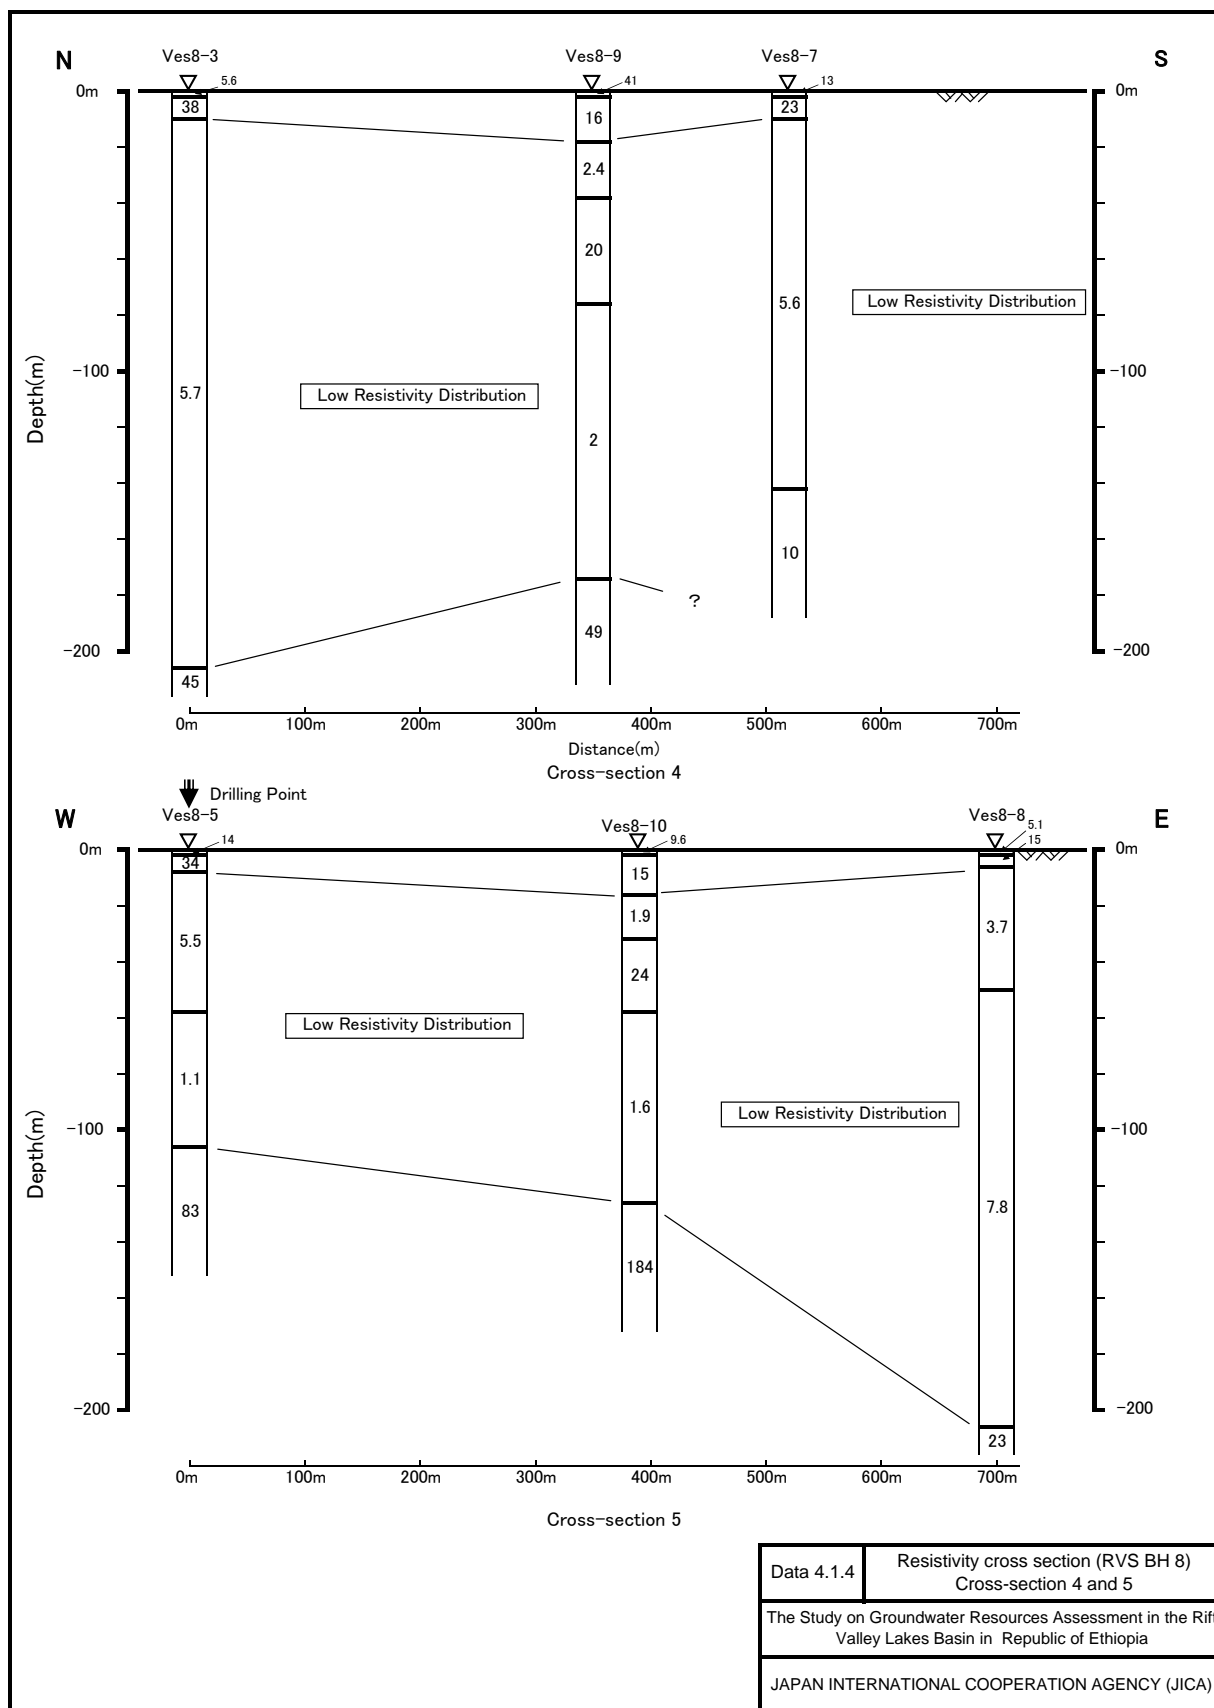 Ves8-3
Ves8-9
Ves8-7
N
S
5.6
41
13
0m
0m
38
16
23
2.4
20
5.6
Low Resistivity Distribution
Depth(m)
-100
-100
5.7
Low Resistivity Distribution
2
10
?
49
-200
-200
45
0m
100m
200m
300m
400m
500m
600m
700m
Distance(m)
Cross-section 4
Drilling Point
W
Ves8-5
Ves8-10
Ves8-8
E
14
9.6
5.1
15
0m
0m
34
15
1.9
3.7
5.5
24
Low Resistivity Distribution
1.1
1.6
Low Resistivity Distribution
Depth(m)
-100
-100
83
7.8
184
-200
-200
23
0m
100m
200m
300m
400m
500m
600m
700m
Cross-section 5
Data 4.1.4
Resistivity cross section (RVS BH 8)
Cross-section 4 and 5
The Study on Groundwater Resources Assessment in the Rift
Valley Lakes Basin in Republic of Ethiopia
JAPAN INTERNATIONAL COOPERATION AGENCY (JICA)